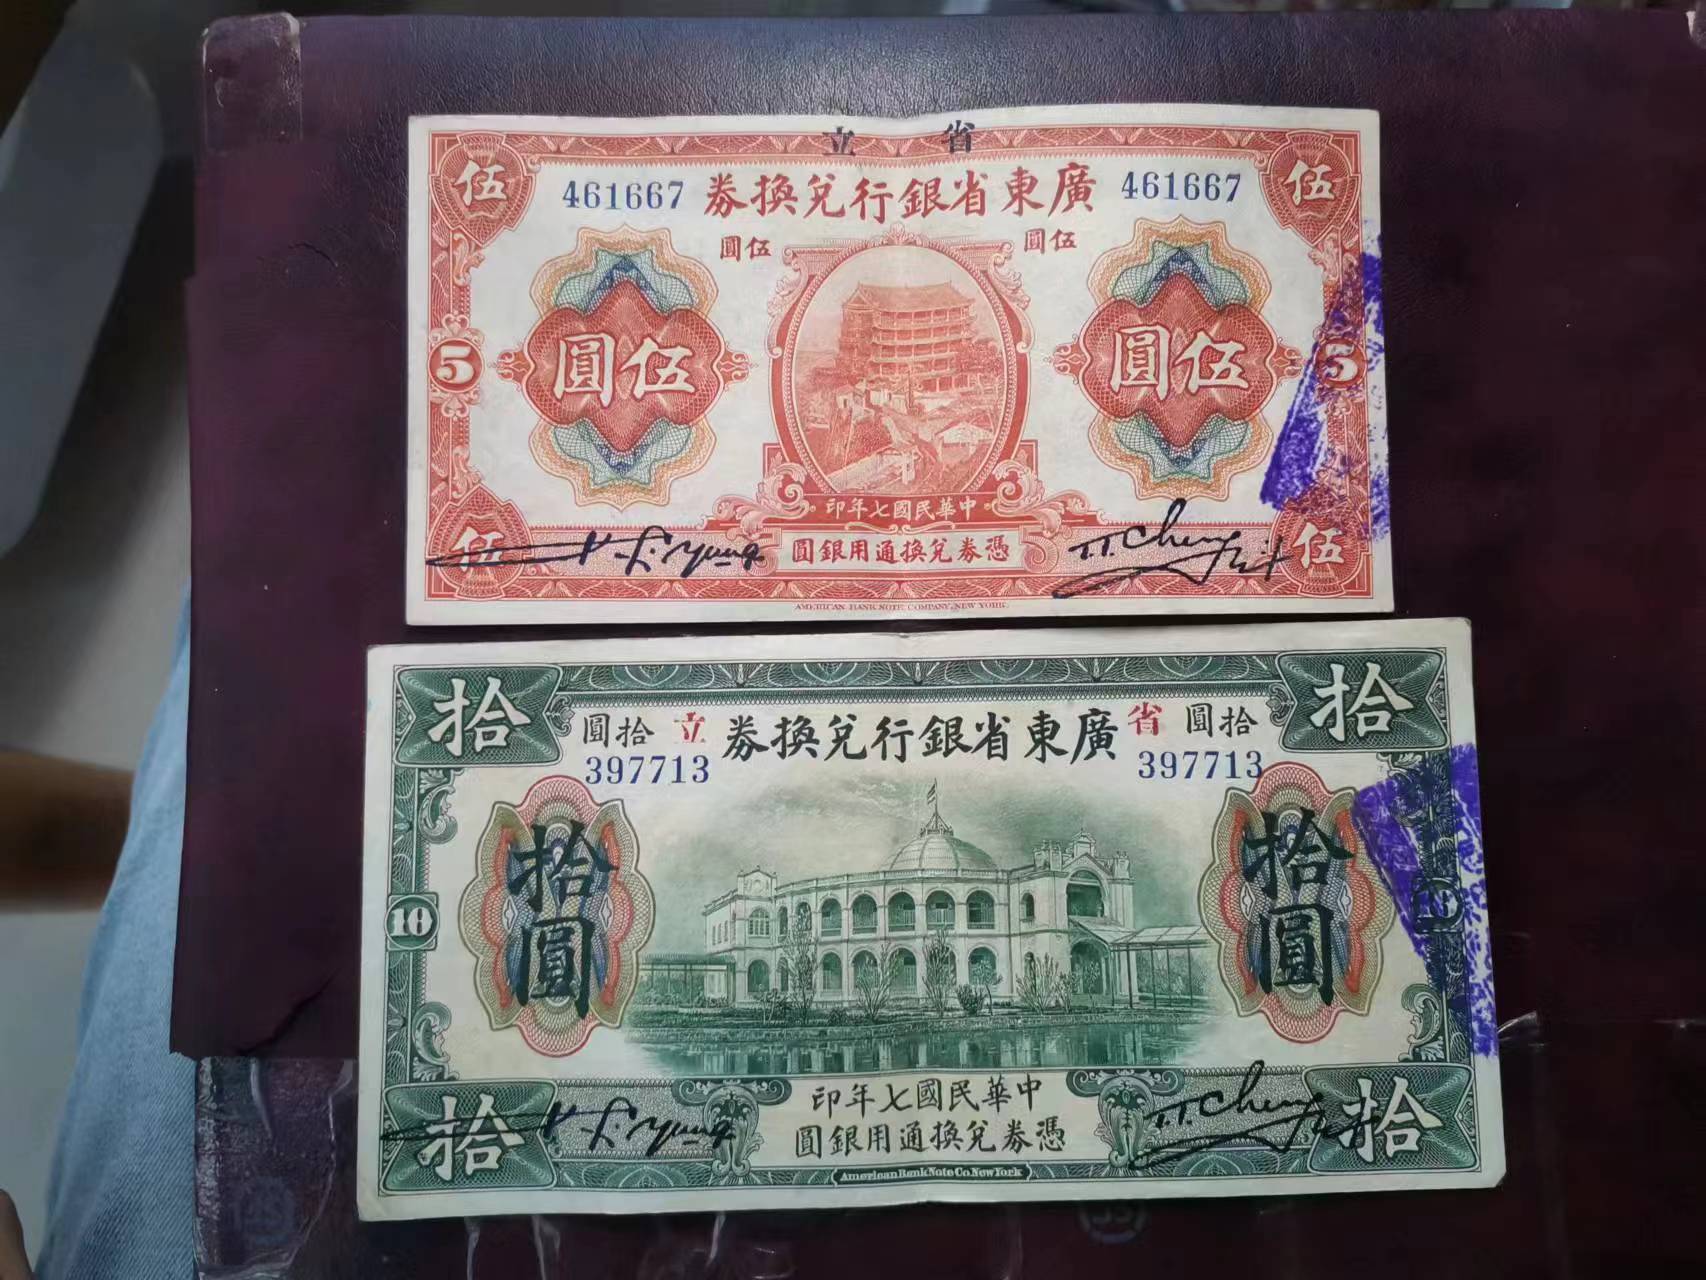 省 立
461667 廣東省銀行兌換券 461667
伍 伍
伍圓 伍圓
伍圓 伍圓
5 5
中華民國七年印
憑券兌換通用銀圓
伍 伍
AMERICAN BANK NOTE COMPANY, NEW YORK.
拾 拾
拾圓 省 廣東省銀行兌換券 立 拾圓
397713 397713
拾圓 拾圓
10 10
中華民國七年印
憑券兌換通用銀圓
拾 拾
American Bank Note Co. New York